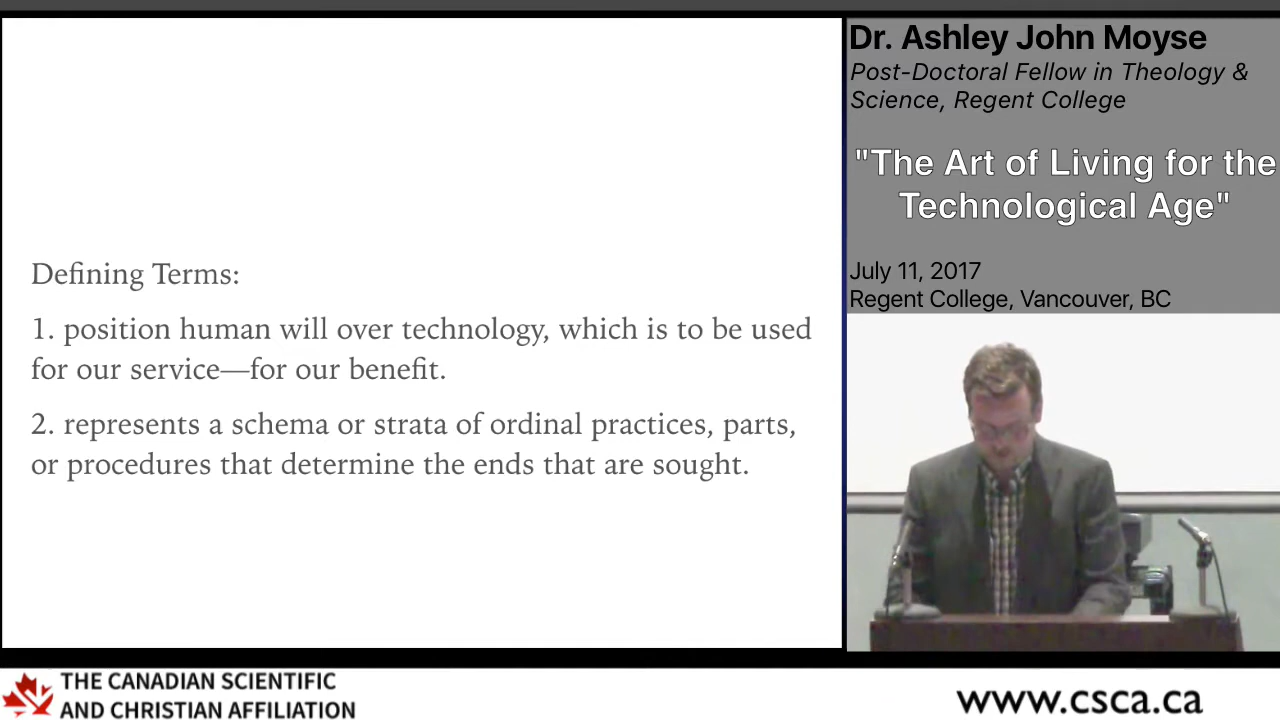 Defining Terms:
1. position human will over technology, which is to be used
for our service—for our benefit.
2. represents a schema or strata of ordinal practices, parts,
or procedures that determine the ends that are sought.
Dr. Ashley John Moyse
Post-Doctoral Fellow in Theology &
Science, Regent College
"The Art of Living for the
Technological Age"
July 11, 2017
Regent College, Vancouver, BC
THE CANADIAN SCIENTIFIC
AND CHRISTIAN AFFILIATION
www.csca.ca